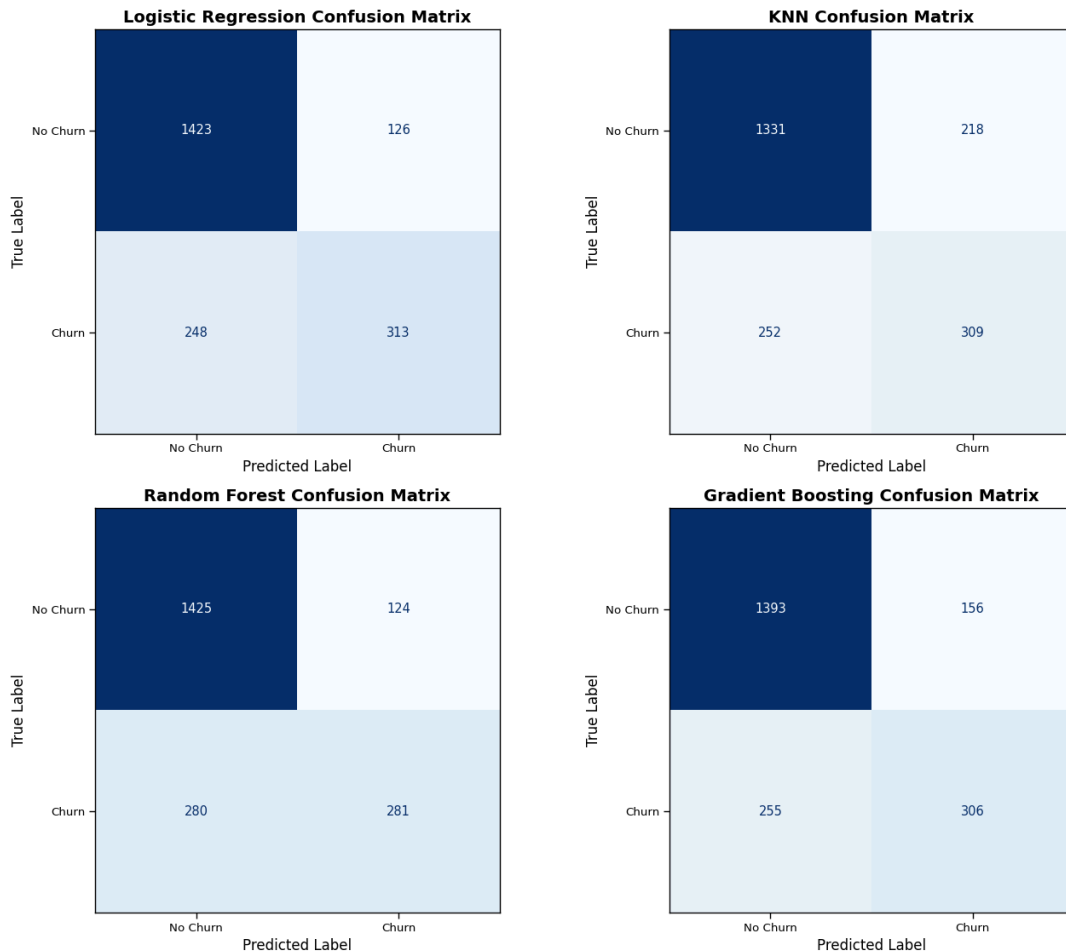 Logistic Regression Confusion Matrix
No Churn
1423
126
True Label
Churn
248
313
No Churn
Churn
Predicted Label
KNN Confusion Matrix
No Churn
1331
218
True Label
Churn
252
309
No Churn
Churn
Predicted Label
Random Forest Confusion Matrix
No Churn
1425
124
True Label
Churn
280
281
No Churn
Churn
Predicted Label
Gradient Boosting Confusion Matrix
No Churn
1393
156
True Label
Churn
255
306
No Churn
Churn
Predicted Label